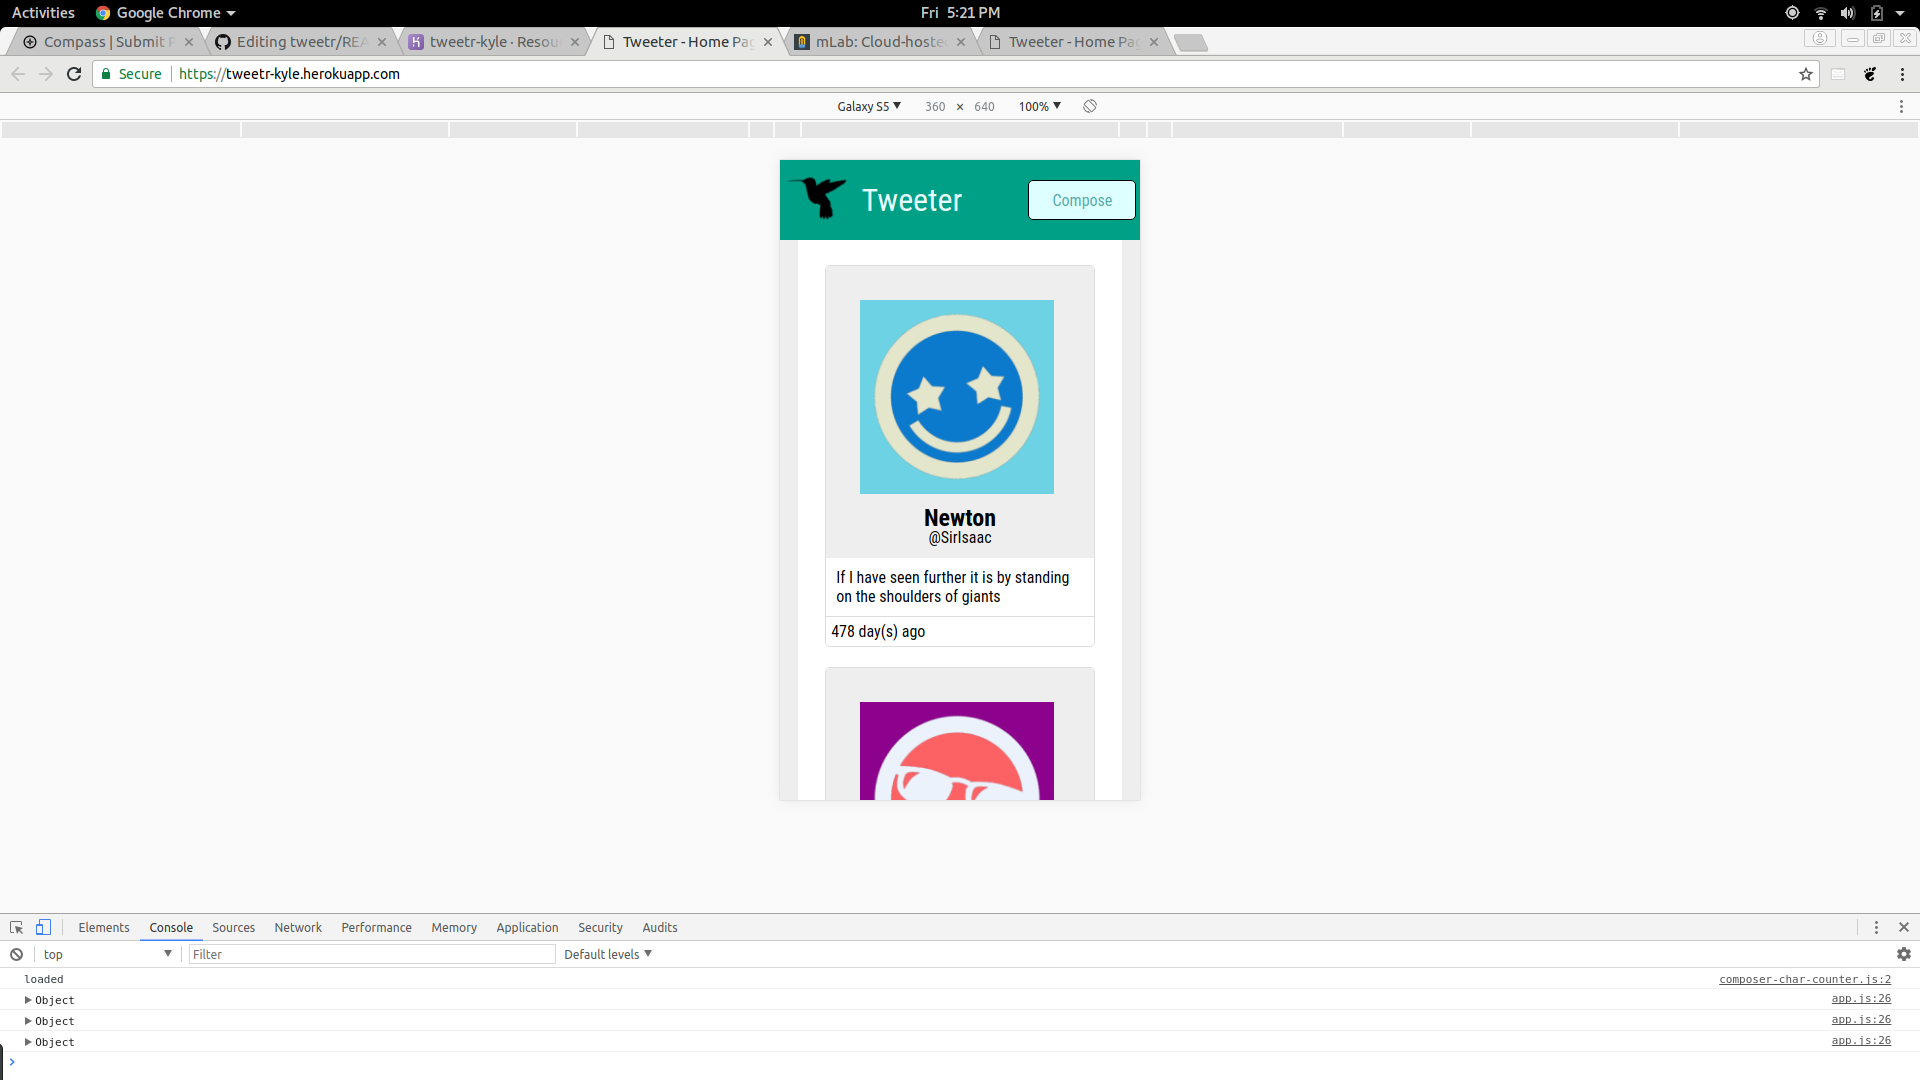 Activities Google Chrome Fri 5:21 PM
Compass | Submit P Editing tweetr/REA tweetr-kyle · Resou Tweeter - Home Pag mLab: Cloud-hoste Tweeter - Home Pag
Secure https://tweetr-kyle.herokuapp.com
Galaxy S5 360 × 640 100%
Tweeter Compose
Newton
@SirIsaac
If I have seen further it is by standing
on the shoulders of giants
478 day(s) ago
Elements Console Sources Network Performance Memory Application Security Audits
top Filter Default levels
loaded composer-char-counter.js:2
Object app.js:26
Object app.js:26
Object app.js:26